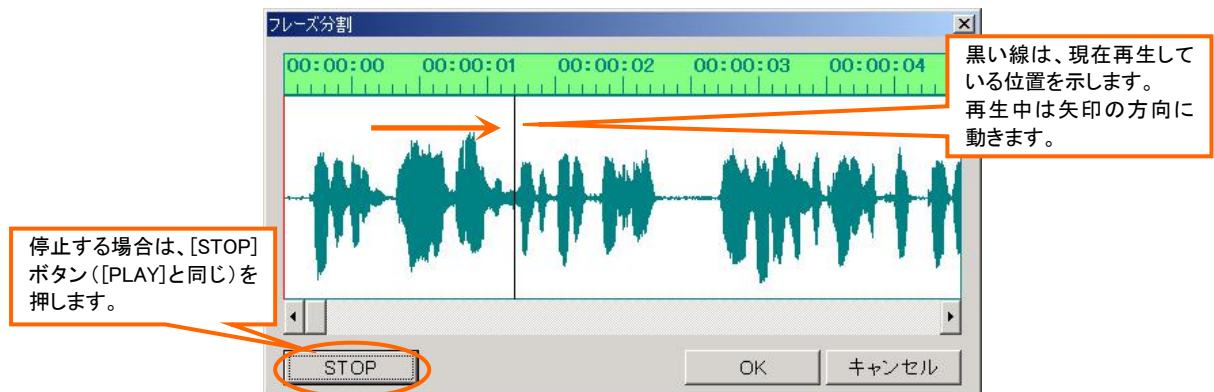 フレーズ分割
00:00:00 00:00:01 00:00:02 00:00:03 00:00:04
黒い線は、現在再生して
いる位置を示します。
再生中は矢印の方向に
動きます。
停止する場合は、[STOP]
ボタン([PLAY]と同じ)を
押します。
STOP OK キャンセル